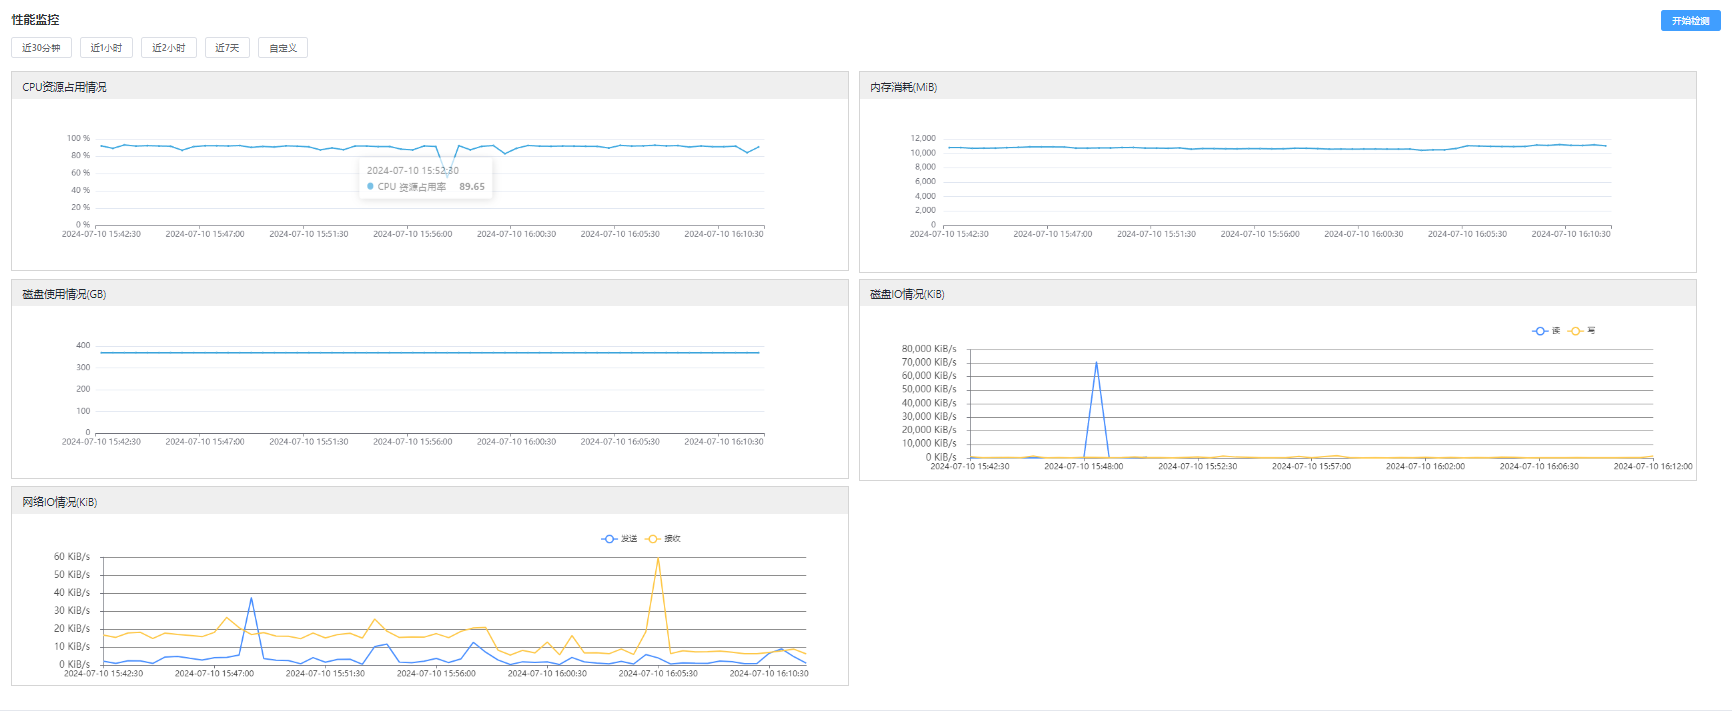 性能监控
开始检测
近30分钟 近1小时 近2小时 近7天 自定义
CPU资源占用情况
100 %
80 %
60 %
40 %
20 %
0 %
2024-07-10 15:52:30
CPU 资源占用率 89.65
2024-07-10 15:42:30 2024-07-10 15:47:00 2024-07-10 15:51:30 2024-07-10 15:56:00 2024-07-10 16:00:30 2024-07-10 16:05:30 2024-07-10 16:10:30
内存消耗(MiB)
12,000
10,000
8,000
6,000
4,000
2,000
0
2024-07-10 15:42:30 2024-07-10 15:47:00 2024-07-10 15:51:30 2024-07-10 15:56:00 2024-07-10 16:00:30 2024-07-10 16:05:30 2024-07-10 16:10:30
磁盘使用情况(GB)
400
300
200
100
0
2024-07-10 15:42:30 2024-07-10 15:47:00 2024-07-10 15:51:30 2024-07-10 15:56:00 2024-07-10 16:00:30 2024-07-10 16:05:30 2024-07-10 16:10:30
磁盘IO情况(KiB)
读 写
80,000 KiB/s
70,000 KiB/s
60,000 KiB/s
50,000 KiB/s
40,000 KiB/s
30,000 KiB/s
20,000 KiB/s
10,000 KiB/s
0 KiB/s
2024-07-10 15:42:30 2024-07-10 15:48:00 2024-07-10 15:52:30 2024-07-10 15:57:00 2024-07-10 16:02:00 2024-07-10 16:06:30 2024-07-10 16:12:00
网络IO情况(KiB)
发送 接收
60 KiB/s
50 KiB/s
40 KiB/s
30 KiB/s
20 KiB/s
10 KiB/s
0 KiB/s
2024-07-10 15:42:30 2024-07-10 15:47:00 2024-07-10 15:51:30 2024-07-10 15:56:00 2024-07-10 16:00:30 2024-07-10 16:05:30 2024-07-10 16:10:30